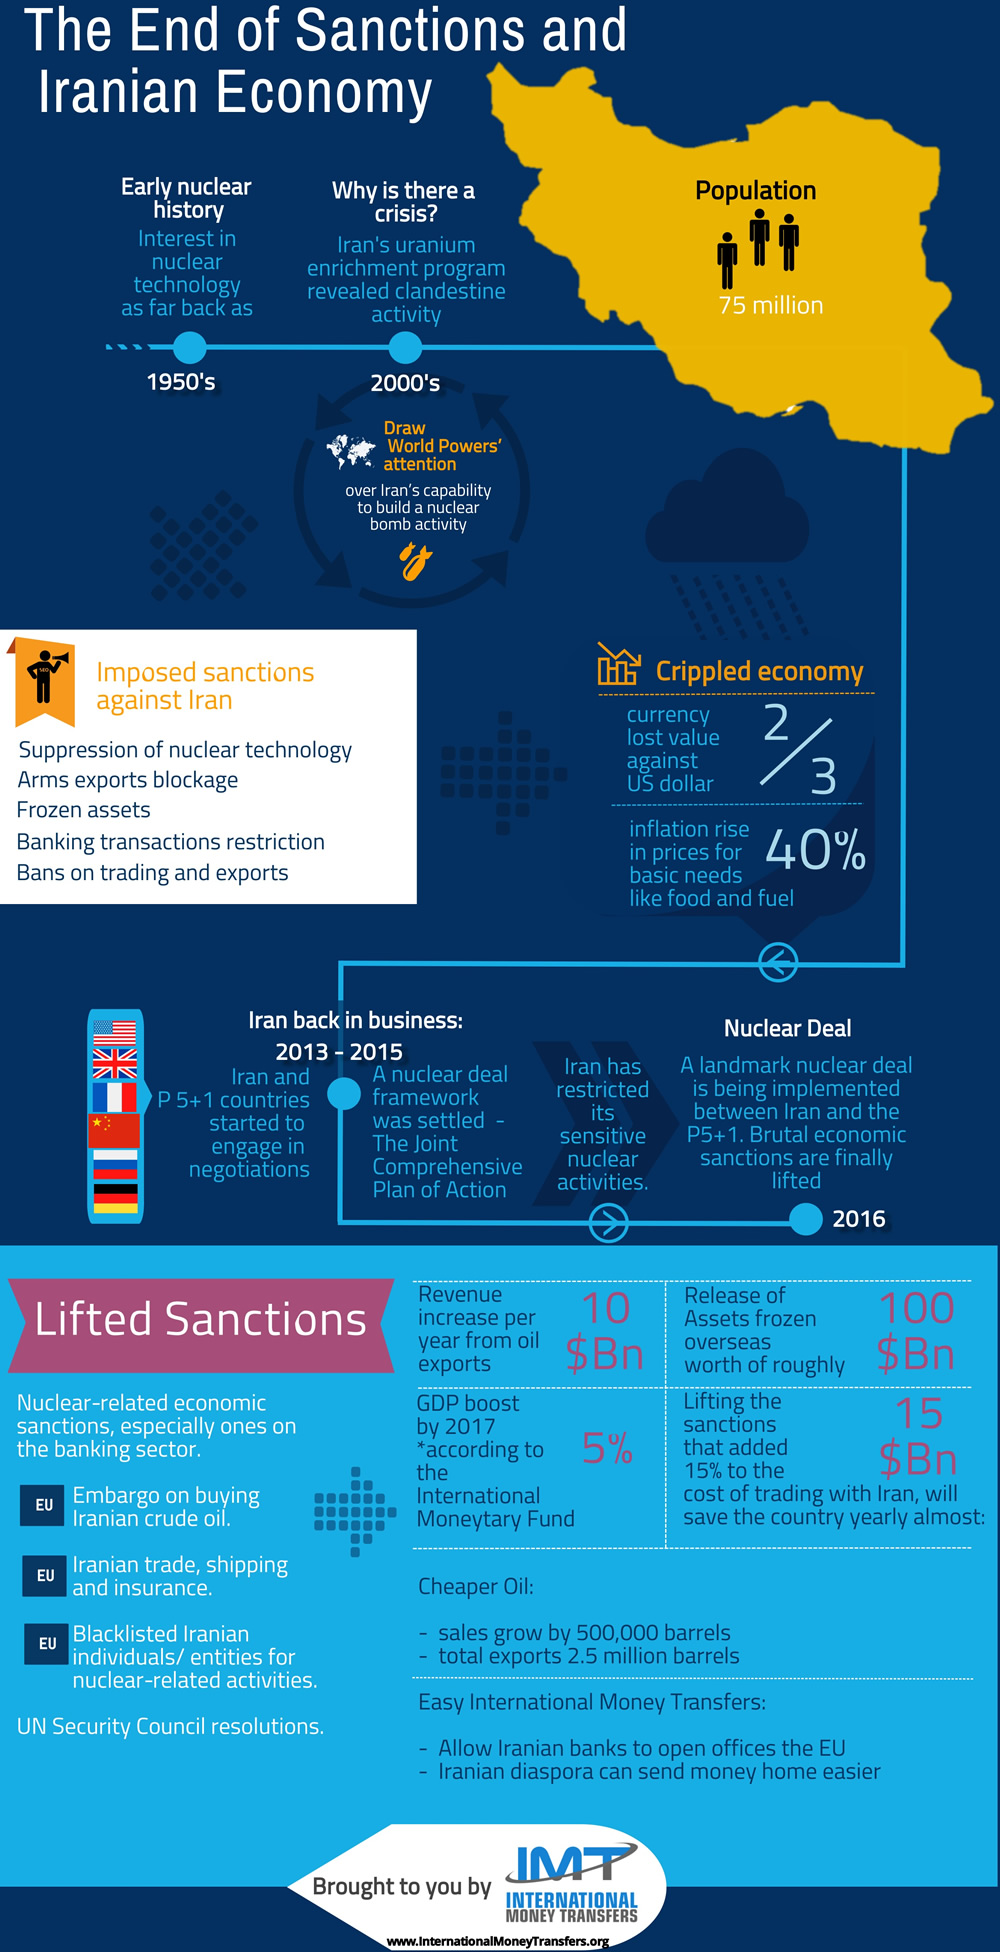 The End of Sanctions and
Iranian Economy
Early nuclear
history
Interest in
nuclear
technology
as far back as
1950's
Why is there a
crisis?
Iran's uranium
enrichment program
revealed clandestine
activity
2000's
Population
75 million
Draw
World Powers'
attention
over Iran's capability
to build a nuclear
bomb activity
SEO
Imposed sanctions
against Iran
Suppression of nuclear technology
Arms exports blockage
Frozen assets
Banking transactions restriction
Bans on trading and exports
Crippled economy
currency
lost value
against
US dollar
2/3
inflation rise
in prices for
basic needs
like food and fuel
40%
Iran back in business:
2013 - 2015
Iran and
P 5+1 countries
started to
engage in
negotiations
A nuclear deal
framework
was settled -
The Joint
Comprehensive
Plan of Action
Iran has
restricted
its
sensitive
nuclear
activities.
Nuclear Deal
A landmark nuclear deal
is being implemented
between Iran and the
P5+1. Brutal economic
sanctions are finally
lifted
2016
Lifted Sanctions
Nuclear-related economic
sanctions, especially ones on
the banking sector.
EU
Embargo on buying
Iranian crude oil.
EU
Iranian trade, shipping
and insurance.
EU
Blacklisted Iranian
individuals/ entities for
nuclear-related activities.
UN Security Council resolutions.
Revenue
increase per
year from oil
exports
10
$Bn
Release of
Assets frozen
overseas
worth of roughly
100
$Bn
GDP boost
by 2017
*according to
the
International
Moneytary Fund
5%
Lifting the
sanctions
that added
15% to the
cost of trading with Iran, will
save the country yearly almost:
15
$Bn
Cheaper Oil:
- sales grow by 500,000 barrels
- total exports 2.5 million barrels
Easy International Money Transfers:
- Allow Iranian banks to open offices the EU
- Iranian diaspora can send money home easier
Brought to you by
IMT
INTERNATIONAL
MONEY TRANSFERS
www.InternationalMoneyTransfers.org